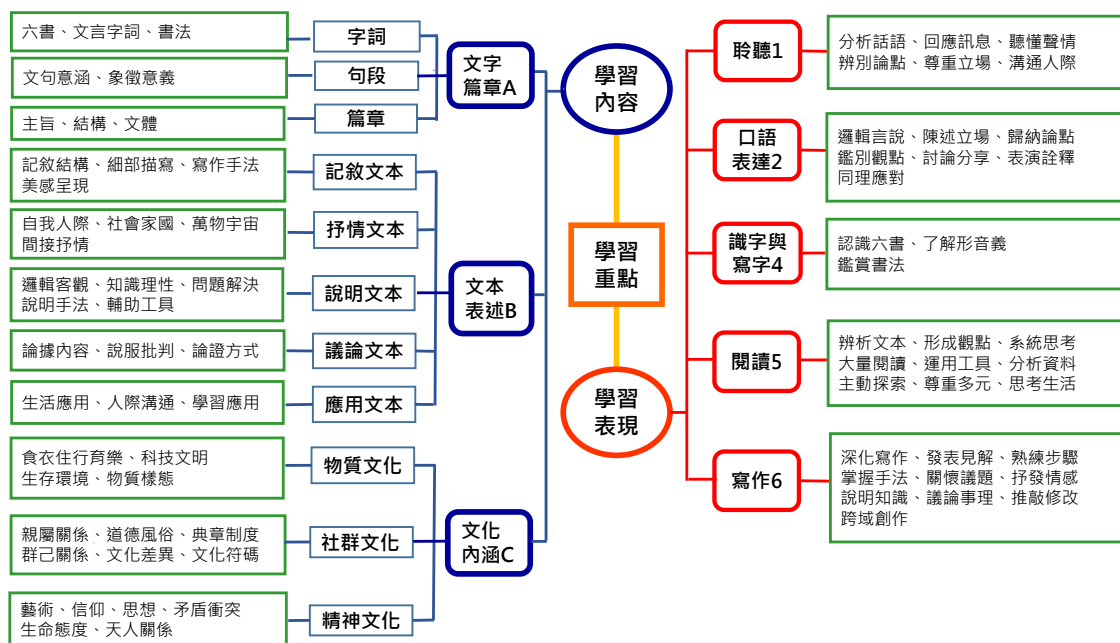 學習
重點
學習
內容
文字
篇章A
字詞
六書、文言字詞、書法
句段
文句意涵、象徵意義
篇章
主旨、結構、文體
文本
表述B
記敘文本
記敘結構、細部描寫、寫作手法
美感呈現
抒情文本
自我人際、社會家國、萬物宇宙
間接抒情
說明文本
邏輯客觀、知識理性、問題解決
說明手法、輔助工具
議論文本
論據內容、說服批判、論證方式
應用文本
生活應用、人際溝通、學習應用
文化
內涵C
物質文化
食衣住行育樂、科技文明
生存環境、物質樣態
社群文化
親屬關係、道德風俗、典章制度
群己關係、文化差異、文化符碼
精神文化
藝術、信仰、思想、矛盾衝突
生命態度、天人關係
學習
表現
聆聽1
分析話語、回應訊息、聽懂聲情
辨別論點、尊重立場、溝通人際
口語
表達2
邏輯言說、陳述立場、歸納論點
鑑別觀點、討論分享、表演詮釋
同理應對
識字與
寫字4
認識六書、了解形音義
鑑賞書法
閱讀5
辨析文本、形成觀點、系統思考
大量閱讀、運用工具、分析資料
主動探索、尊重多元、思考生活
寫作6
深化寫作、發表見解、熟練步驟
掌握手法、關懷議題、抒發情感
說明知識、議論事理、推敲修改
跨域創作